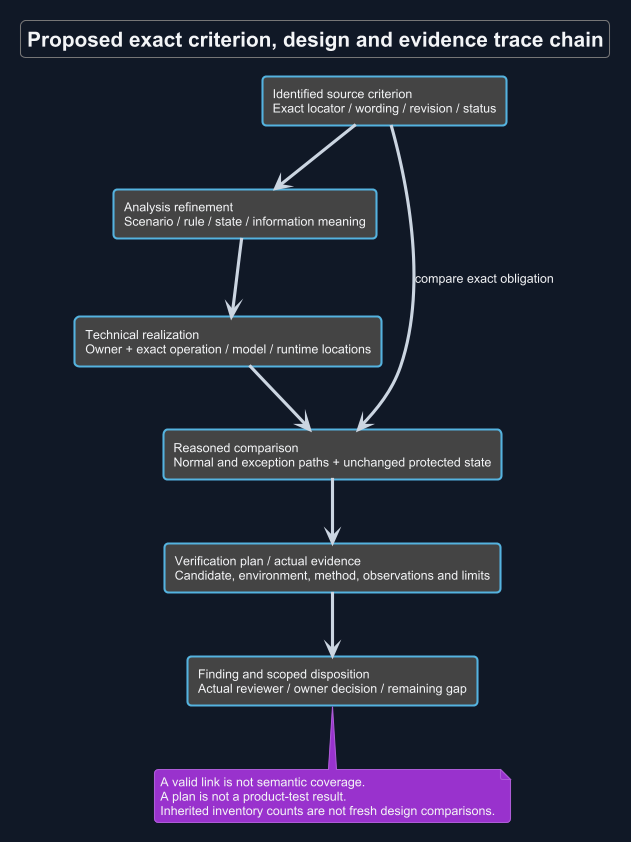 Proposed exact criterion, design and evidence trace chain
Identified source criterion
Exact locator / wording / revision / status
Analysis refinement
Scenario / rule / state / information meaning
compare exact obligation
Technical realization
Owner + exact operation / model / runtime locations
Reasoned comparison
Normal and exception paths + unchanged protected state
Verification plan / actual evidence
Candidate, environment, method, observations and limits
Finding and scoped disposition
Actual reviewer / owner decision / remaining gap
A valid link is not semantic coverage.
A plan is not a product-test result.
Inherited inventory counts are not fresh design comparisons.